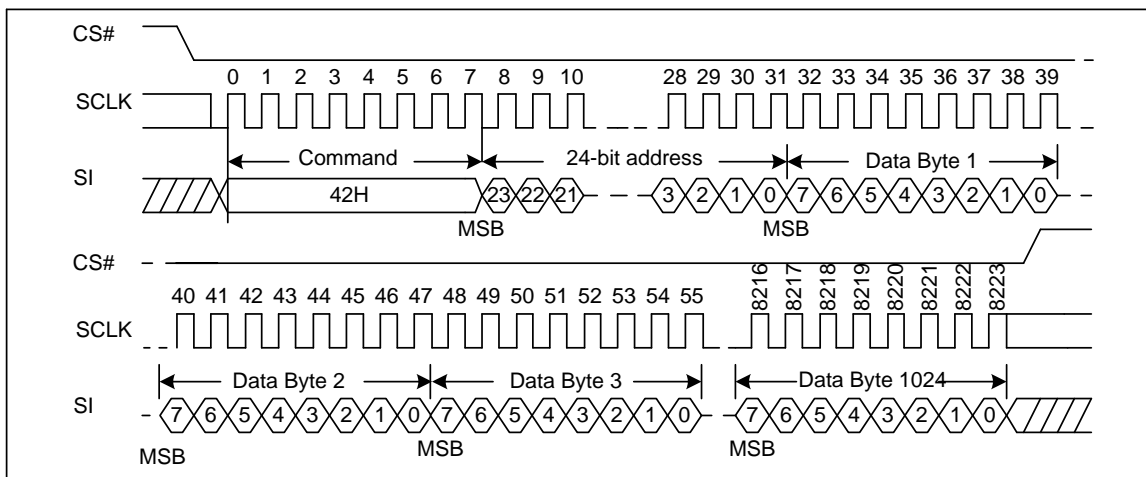 CS#
0 1 2 3 4 5 6 7 8 9 10 28 29 30 31 32 33 34 35 36 37 38 39
SCLK
Command 24-bit address Data Byte 1
SI 42H 23 22 21 3 2 1 0 7 6 5 4 3 2 1 0
MSB MSB
CS#
40 41 42 43 44 45 46 47 48 49 50 51 52 53 54 55 8216 8217 8218 8219 8220 8221 8222 8223
SCLK
Data Byte 2 Data Byte 3 Data Byte 1024
SI 7 6 5 4 3 2 1 0 7 6 5 4 3 2 1 0 7 6 5 4 3 2 1 0
MSB MSB MSB